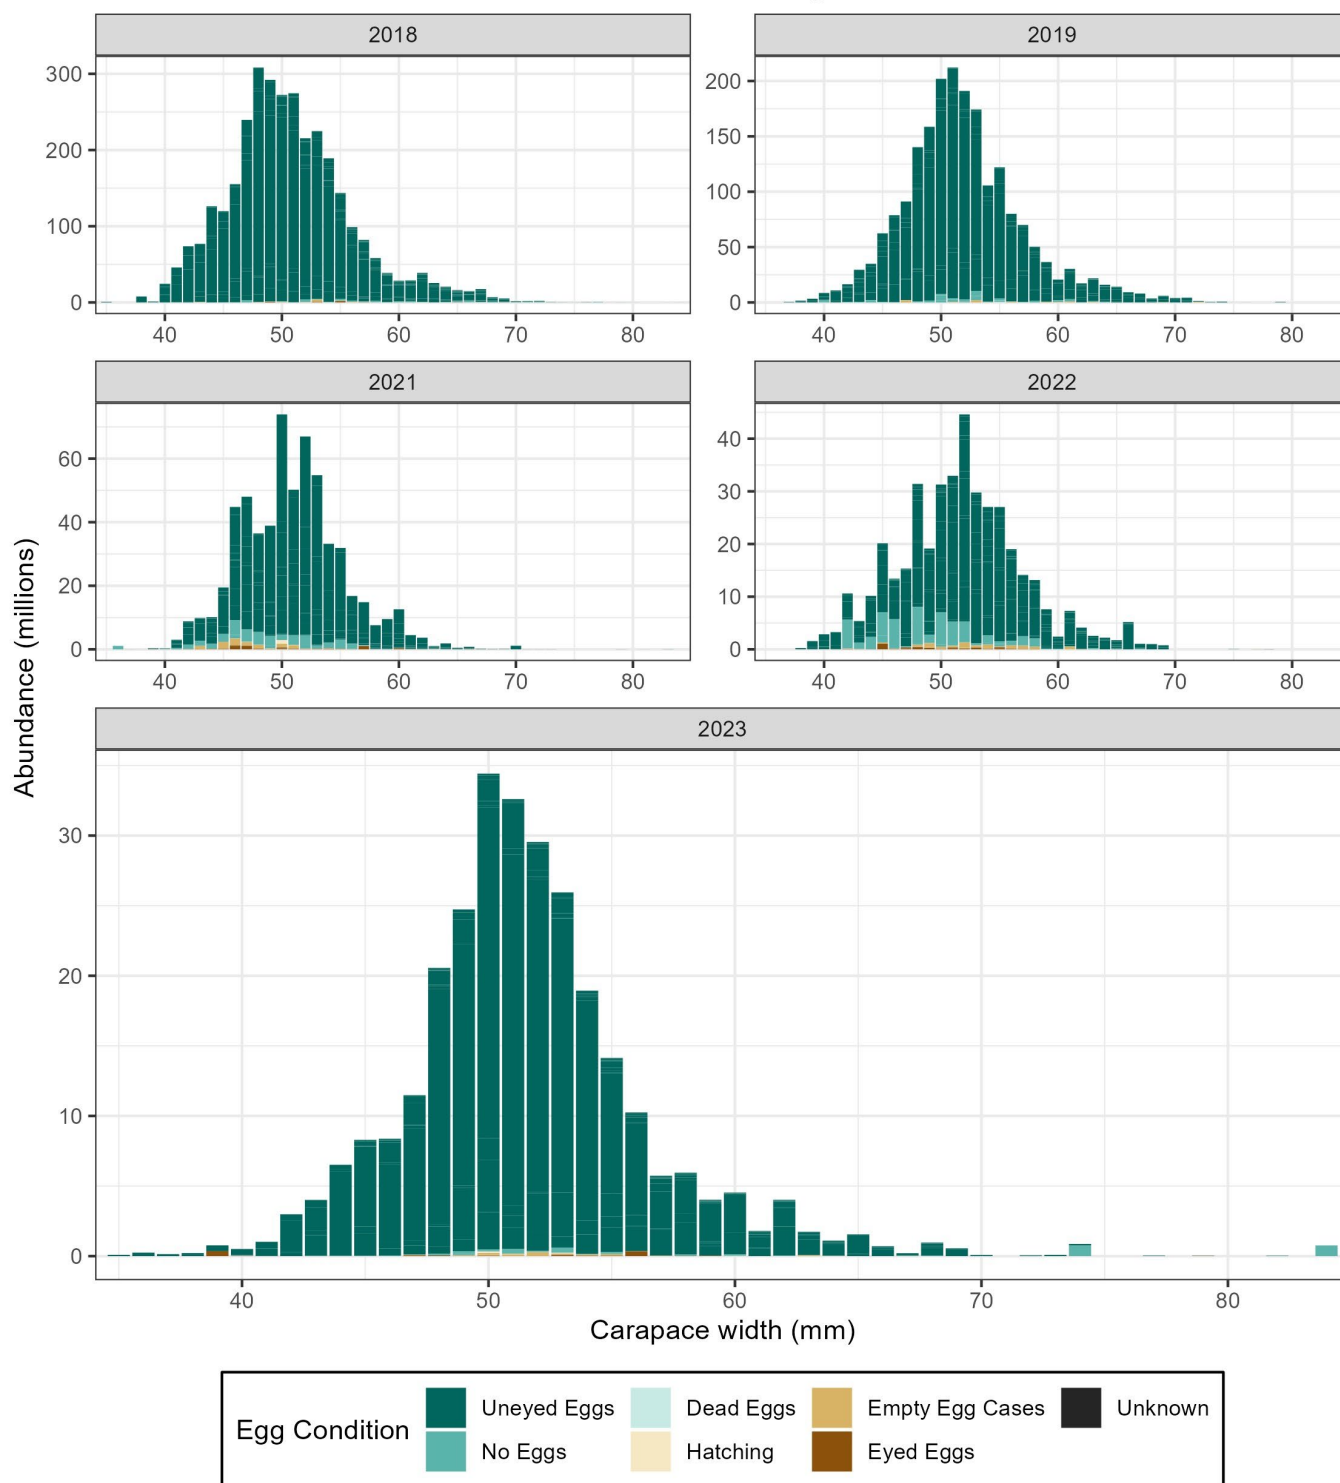 2018
2019
300
200
100
0
200
150
100
50
0
40 50 60 70 80
40 50 60 70 80
2021
2022
60
40
20
0
40
30
20
10
0
40 50 60 70 80
40 50 60 70 80
Abundance (millions)
2023
30
20
10
0
40 50 60 70 80
Carapace width (mm)
Egg Condition
Uneyed Eggs Dead Eggs Empty Egg Cases Unknown
No Eggs Hatching Eyed Eggs